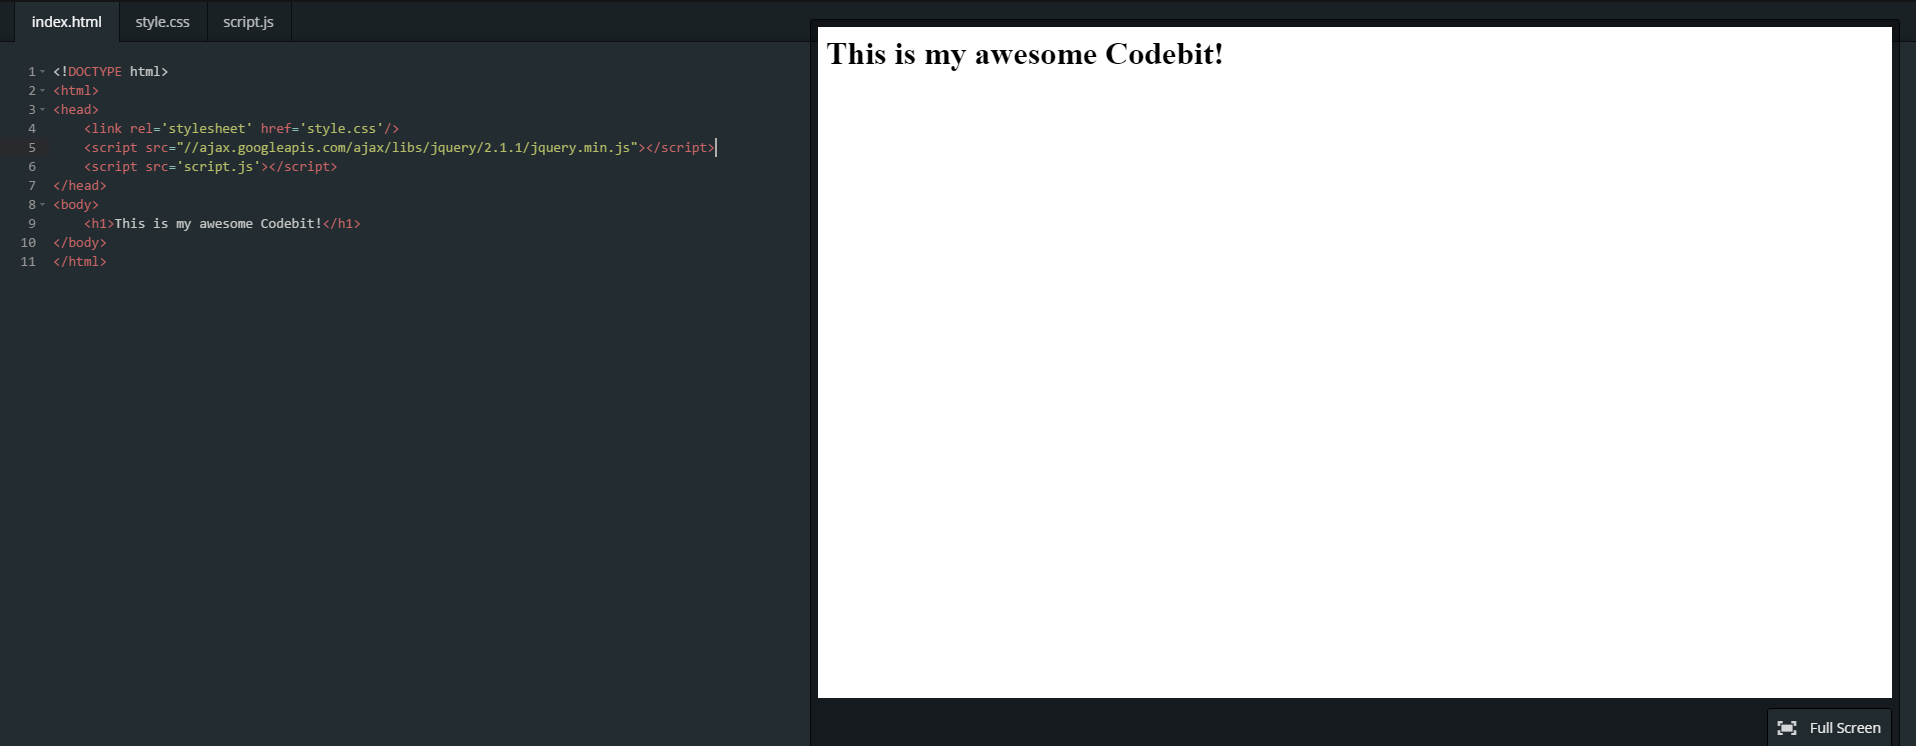 index.html style.css script.js
1 <!DOCTYPE html>
2 <html>
3 <head>
4     <link rel='stylesheet' href='style.css'/>
5     <script src="//ajax.googleapis.com/ajax/libs/jquery/2.1.1/jquery.min.js"></script>
6     <script src='script.js'></script>
7 </head>
8 <body>
9     <h1>This is my awesome Codebit!</h1>
10 </body>
11 </html>
This is my awesome Codebit!
Full Screen